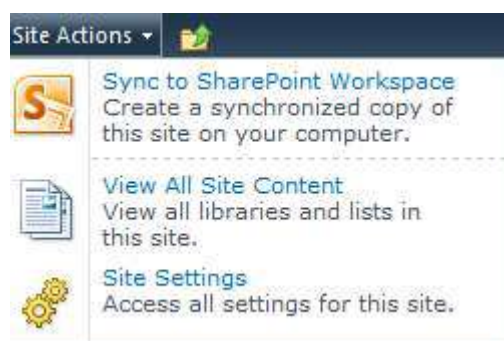 Site Actions
Sync to SharePoint Workspace
Create a synchronized copy of
this site on your computer.
View All Site Content
View all libraries and lists in
this site.
Site Settings
Access all settings for this site.